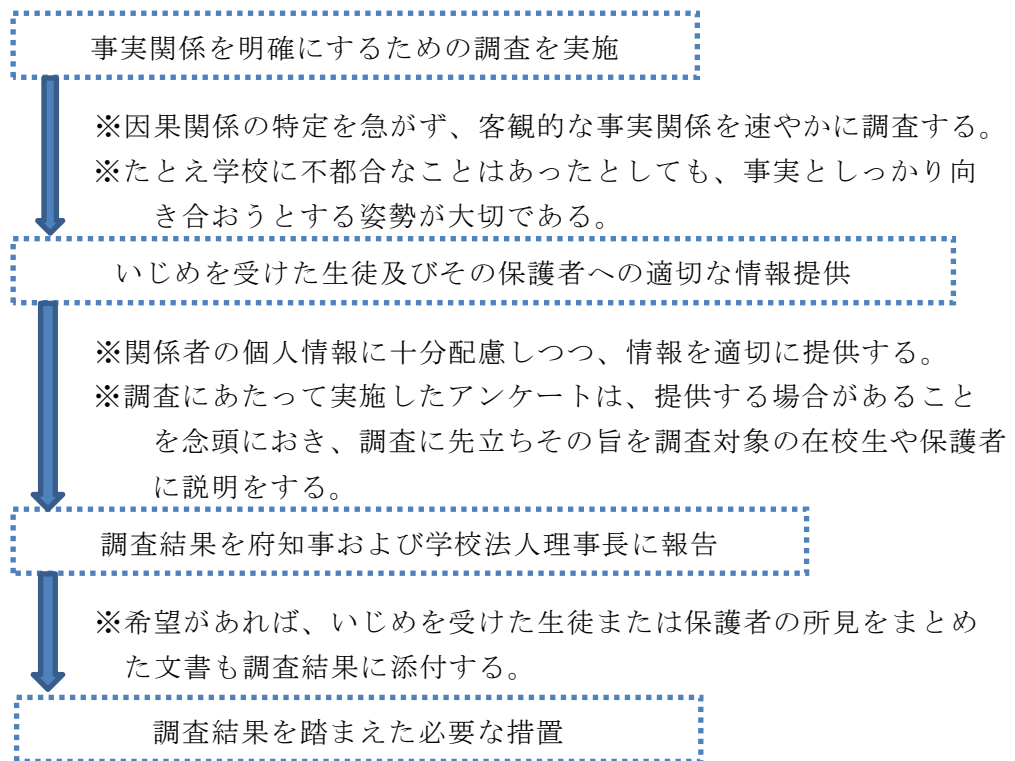 事実関係を明確にするための調査を実施
※因果関係の特定を急がず、客観的な事実関係を速やかに調査する。
※たとえ学校に不都合なことはあったとしても、事実としっかり向
き合おうとする姿勢が大切である。
いじめを受けた生徒及びその保護者への適切な情報提供
※関係者の個人情報に十分配慮しつつ、情報を適切に提供する。
※調査にあたって実施したアンケートは、提供する場合があること
を念頭におき、調査に先立ちその旨を調査対象の在校生や保護者
に説明をする。
調査結果を府知事および学校法人理事長に報告
※希望があれば、いじめを受けた生徒または保護者の所見をまとめ
た文書も調査結果に添付する。
調査結果を踏まえた必要な措置